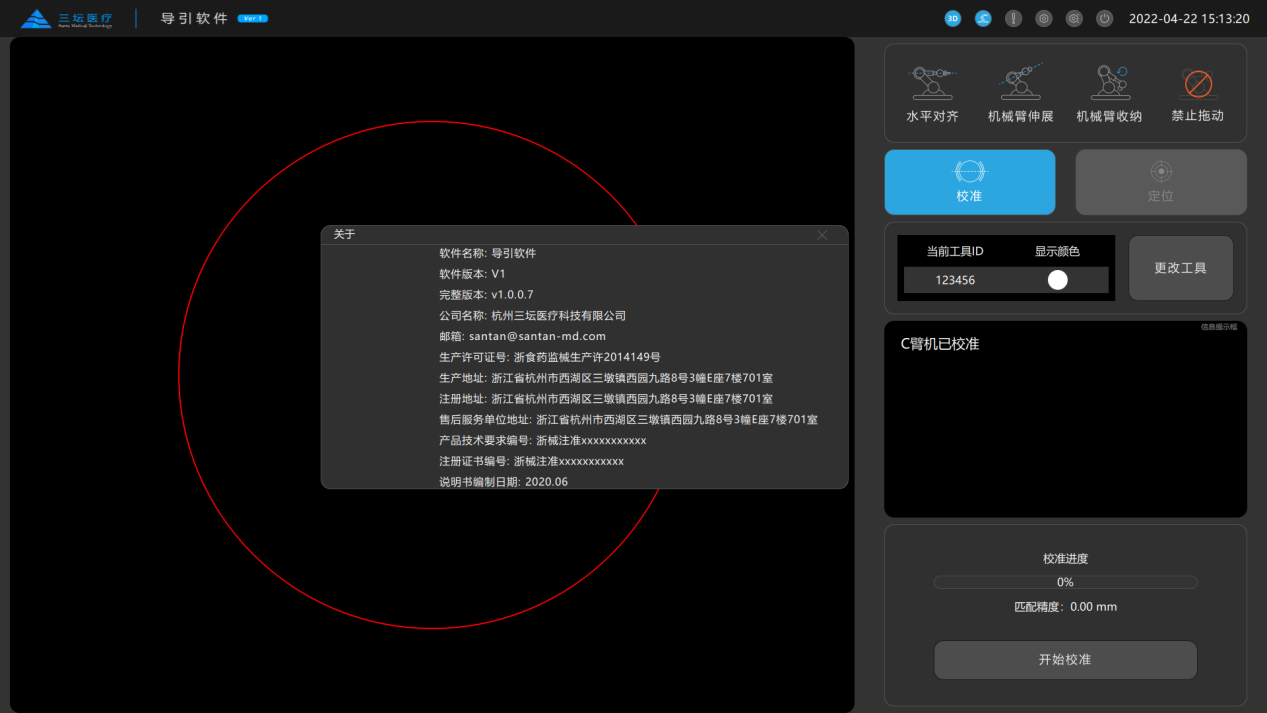 三坛医疗
导引软件 Ver 1
3D
2022-04-22 15:13:20
水平对齐 机械臂伸展 机械臂收纳 禁止拖动
校准 定位
当前工具ID 显示颜色
123456
更改工具
信息提示框
C臂机已校准
关于
软件名称: 导引软件
软件版本: V1
完整版本: v1.0.0.7
公司名称: 杭州三坛医疗科技有限公司
邮箱: santan@santan-md.com
生产许可证号: 浙食药监械生产许2014149号
生产地址: 浙江省杭州市西湖区三墩镇西园九路8号3幢E座7楼701室
注册地址: 浙江省杭州市西湖区三墩镇西园九路8号3幢E座7楼701室
售后服务单位地址: 浙江省杭州市西湖区三墩镇西园九路8号3幢E座7楼701室
产品技术要求编号: 浙械注准xxxxxxxxxxx
注册证书编号: 浙械注准xxxxxxxxxxx
说明书编制日期: 2020.06
校准进度
0%
匹配精度: 0.00 mm
开始校准